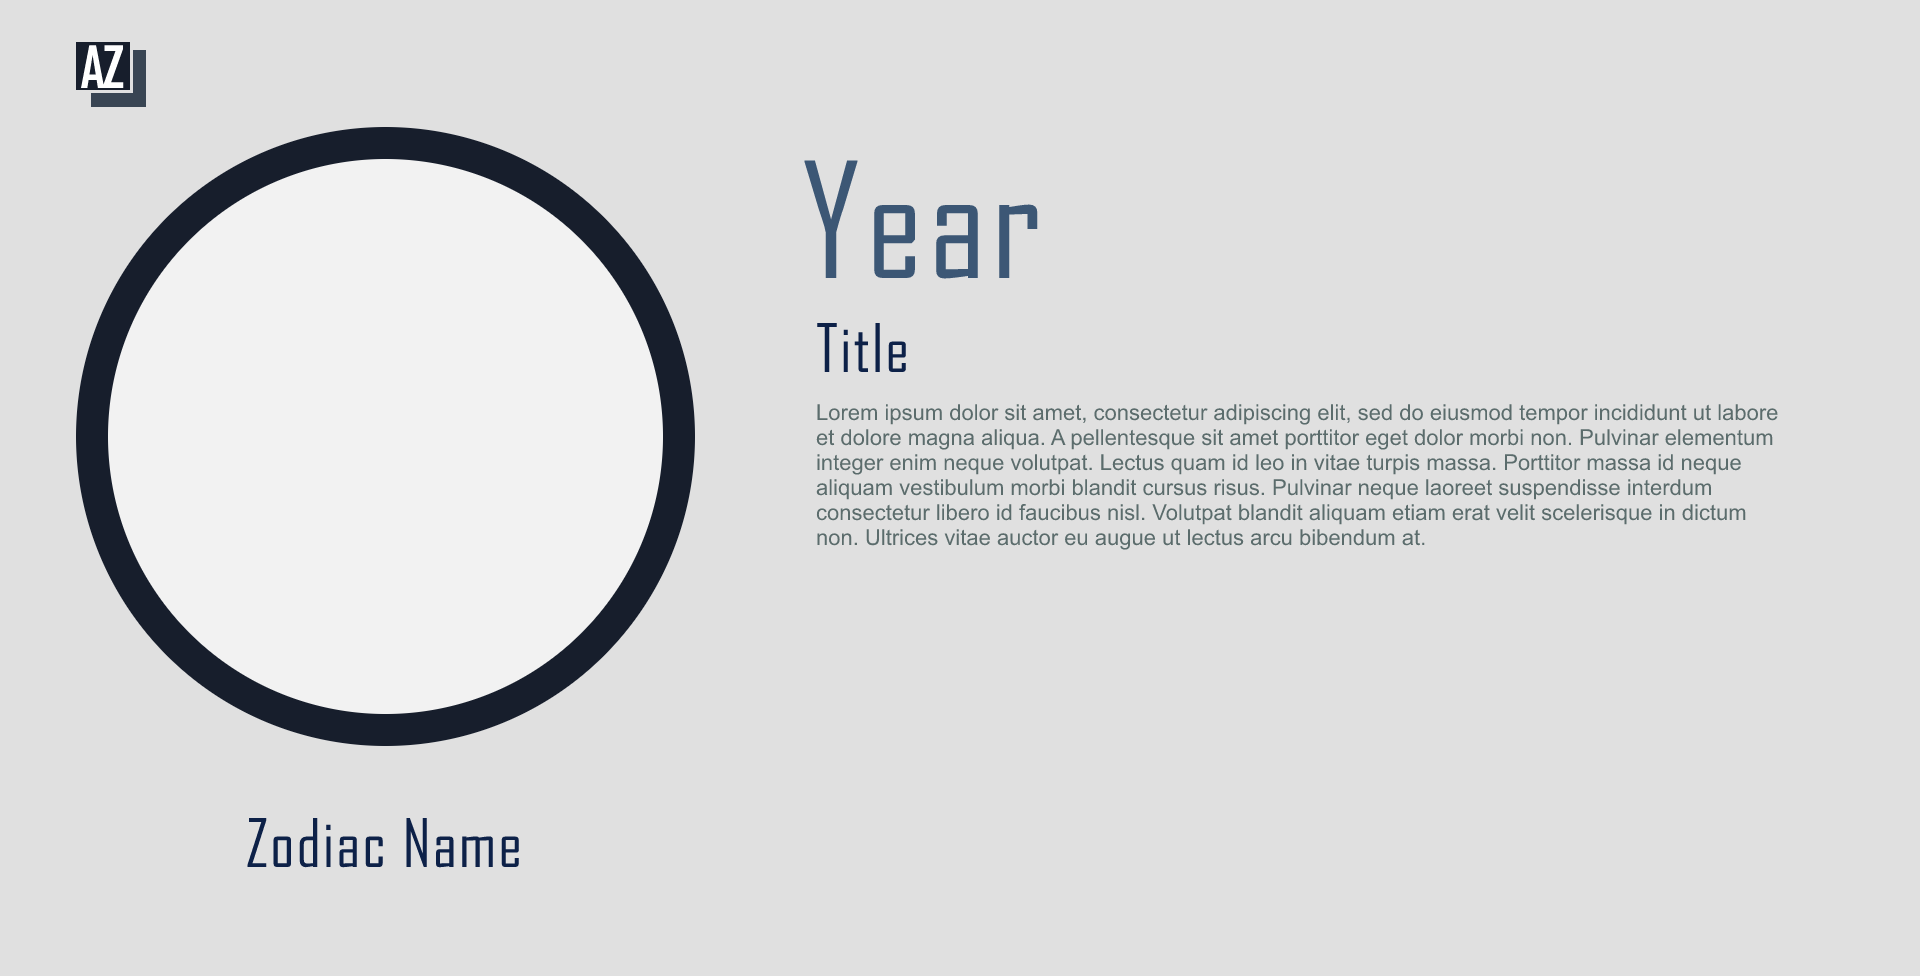 AZ
Year
Title
Lorem ipsum dolor sit amet, consectetur adipiscing elit, sed do eiusmod tempor incididunt ut labore
et dolore magna aliqua. A pellentesque sit amet porttitor eget dolor morbi non. Pulvinar elementum
integer enim neque volutpat. Lectus quam id leo in vitae turpis massa. Porttitor massa id neque
aliquam vestibulum morbi blandit cursus risus. Pulvinar neque laoreet suspendisse interdum
consectetur libero id faucibus nisl. Volutpat blandit aliquam etiam erat velit scelerisque in dictum
non. Ultrices vitae auctor eu augue ut lectus arcu bibendum at.
Zodiac Name